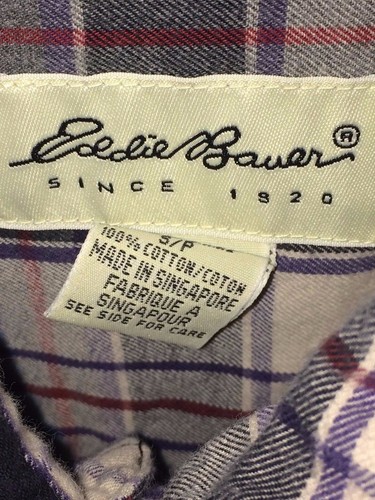 Eddie Bauer ®
SINCE 1920
S/P
100% COTTON/COTON
MADE IN SINGAPORE
FABRIQUE A
SINGAPOUR
SEE SIDE FOR CARE